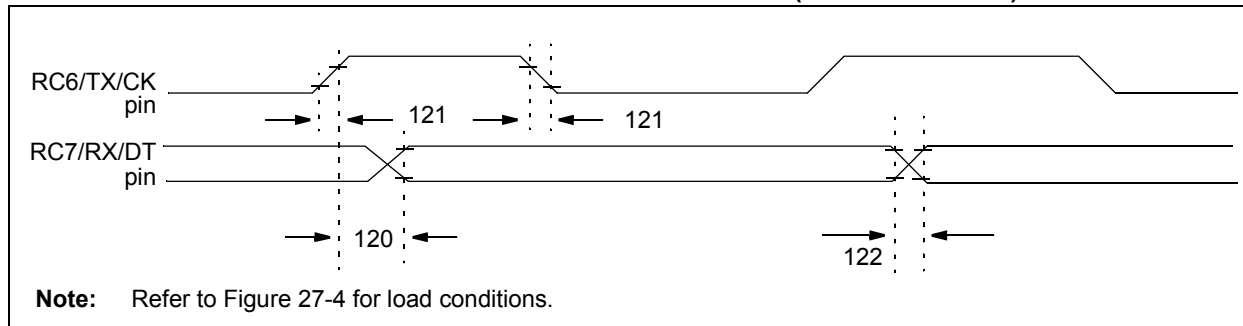 RC6/TX/CK
pin
121
121
RC7/RX/DT
pin
120
122
Note: Refer to Figure 27-4 for load conditions.